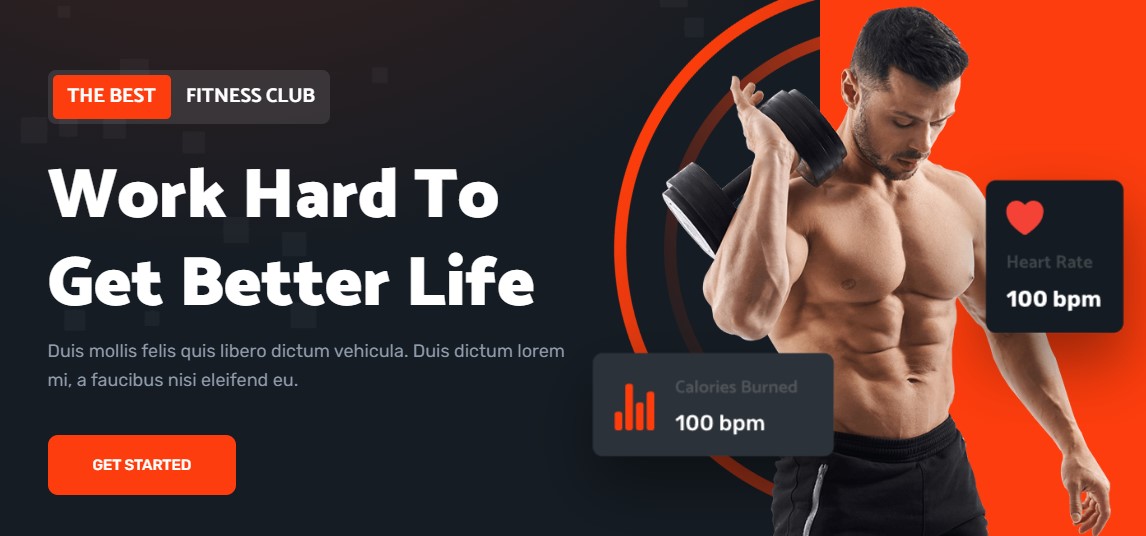 THE BEST FITNESS CLUB
Work Hard To
Get Better Life
Duis mollis felis quis libero dictum vehicula. Duis dictum lorem
mi, a faucibus nisi eleifend eu.
GET STARTED
Heart Rate
100 bpm
Calories Burned
100 bpm